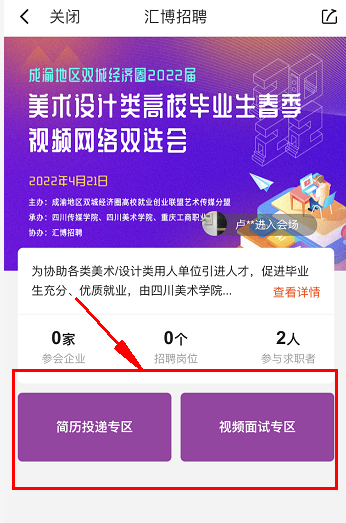 关闭
汇博招聘
成渝地区双城经济圈2022届
美术设计类高校毕业生春季
视频网络双选会
2022年4月21日
主办：成渝地区双城经济圈高校就业创业联盟艺术传媒分盟
承办：四川传媒学院、四川美术学院、重庆工商职业
协办：汇博招聘
卢**进入会场
为协助各类美术/设计类用人单位引进人才，促进毕业
生充分、优质就业，由四川美术学院...
查看详情
0家 0个 2人
参会企业 招聘岗位 参与求职者
简历投递专区 视频面试专区